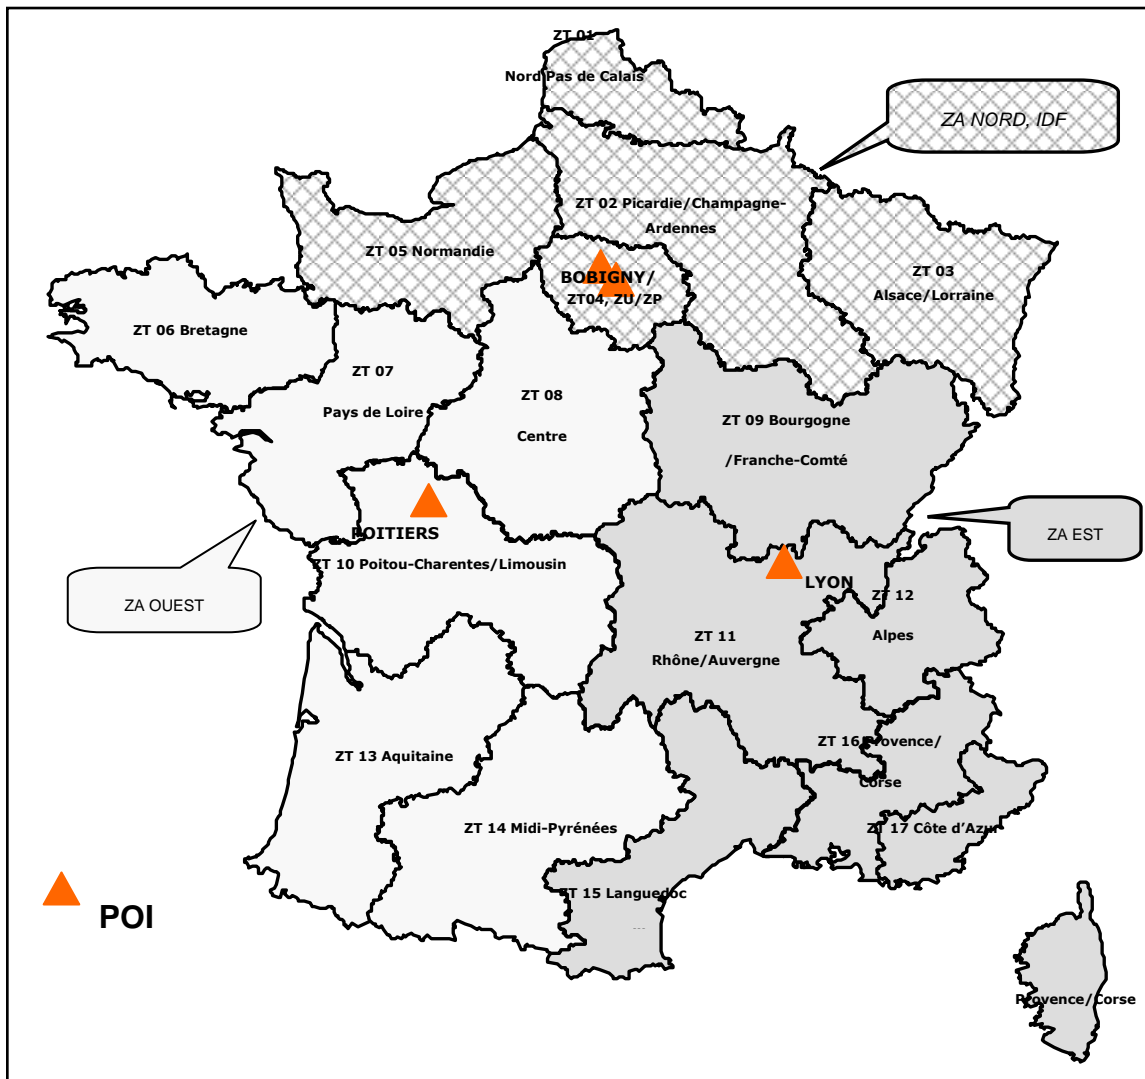 ZT 01
Nord Pas de Calais
ZA NORD, IDF
ZT 02 Picardie/Champagne-
Ardennes
ZT 05 Normandie
ZT 03
Alsace/Lorraine
BOBIGNY/
ZT04, ZU/ZP
ZT 06 Bretagne
ZT 07
Pays de Loire
ZT 08
Centre
ZT 09 Bourgogne
/Franche-Comté
POITIERS
ZT 10 Poitou-Charentes/Limousin
ZA EST
ZA OUEST
LYON
ZT 12
Alpes
ZT 11
Rhône/Auvergne
ZT 13 Aquitaine
ZT 16 Provence/
Corse
ZT 14 Midi-Pyrénées
ZT 17 Côte d'Azur
ZT 15 Languedoc
---
POI
Provence/Corse